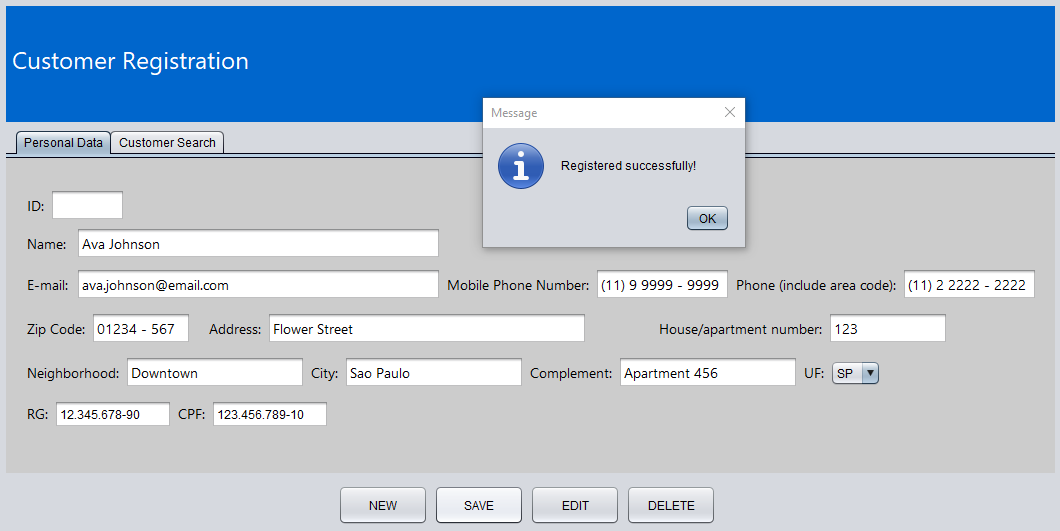 Customer Registration
Message
Registered successfully!
OK
Personal Data Customer Search
ID:
Name: Ava Johnson
E-mail: ava.johnson@email.com Mobile Phone Number: (11) 9 9999 - 9999 Phone (include area code): (11) 2 2222 - 2222
Zip Code: 01234 - 567 Address: Flower Street House/apartment number: 123
Neighborhood: Downtown City: Sao Paulo Complement: Apartment 456 UF: SP
RG: 12.345.678-90 CPF: 123.456.789-10
NEW SAVE EDIT DELETE